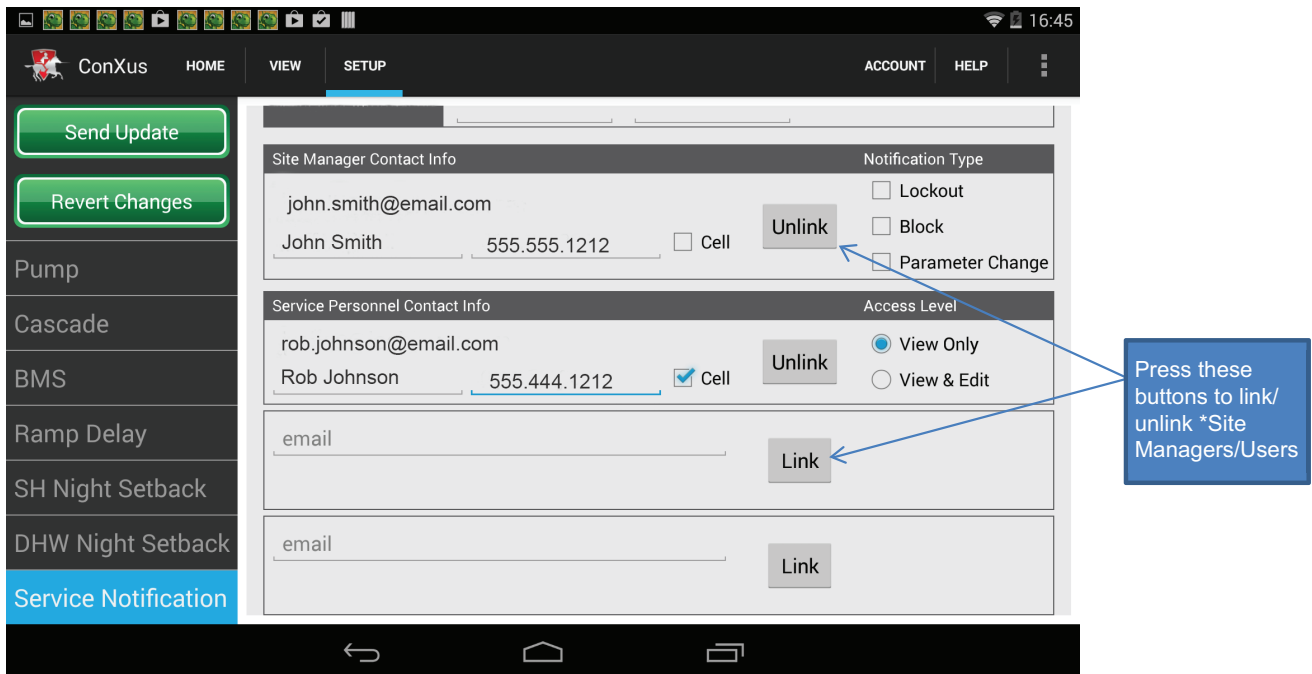 16:45
ConXus HOME VIEW SETUP ACCOUNT HELP
Send Update
Revert Changes
Pump
Cascade
BMS
Ramp Delay
SH Night Setback
DHW Night Setback
Service Notification
Site Manager Contact Info Notification Type
john.smith@email.com
John Smith 555.555.1212 Cell Unlink
Lockout
Block
Parameter Change
Service Personnel Contact Info Access Level
rob.johnson@email.com
Rob Johnson 555.444.1212 Cell Unlink
View Only
View & Edit
email Link
email Link
Press these
buttons to link/
unlink *Site
Managers/Users